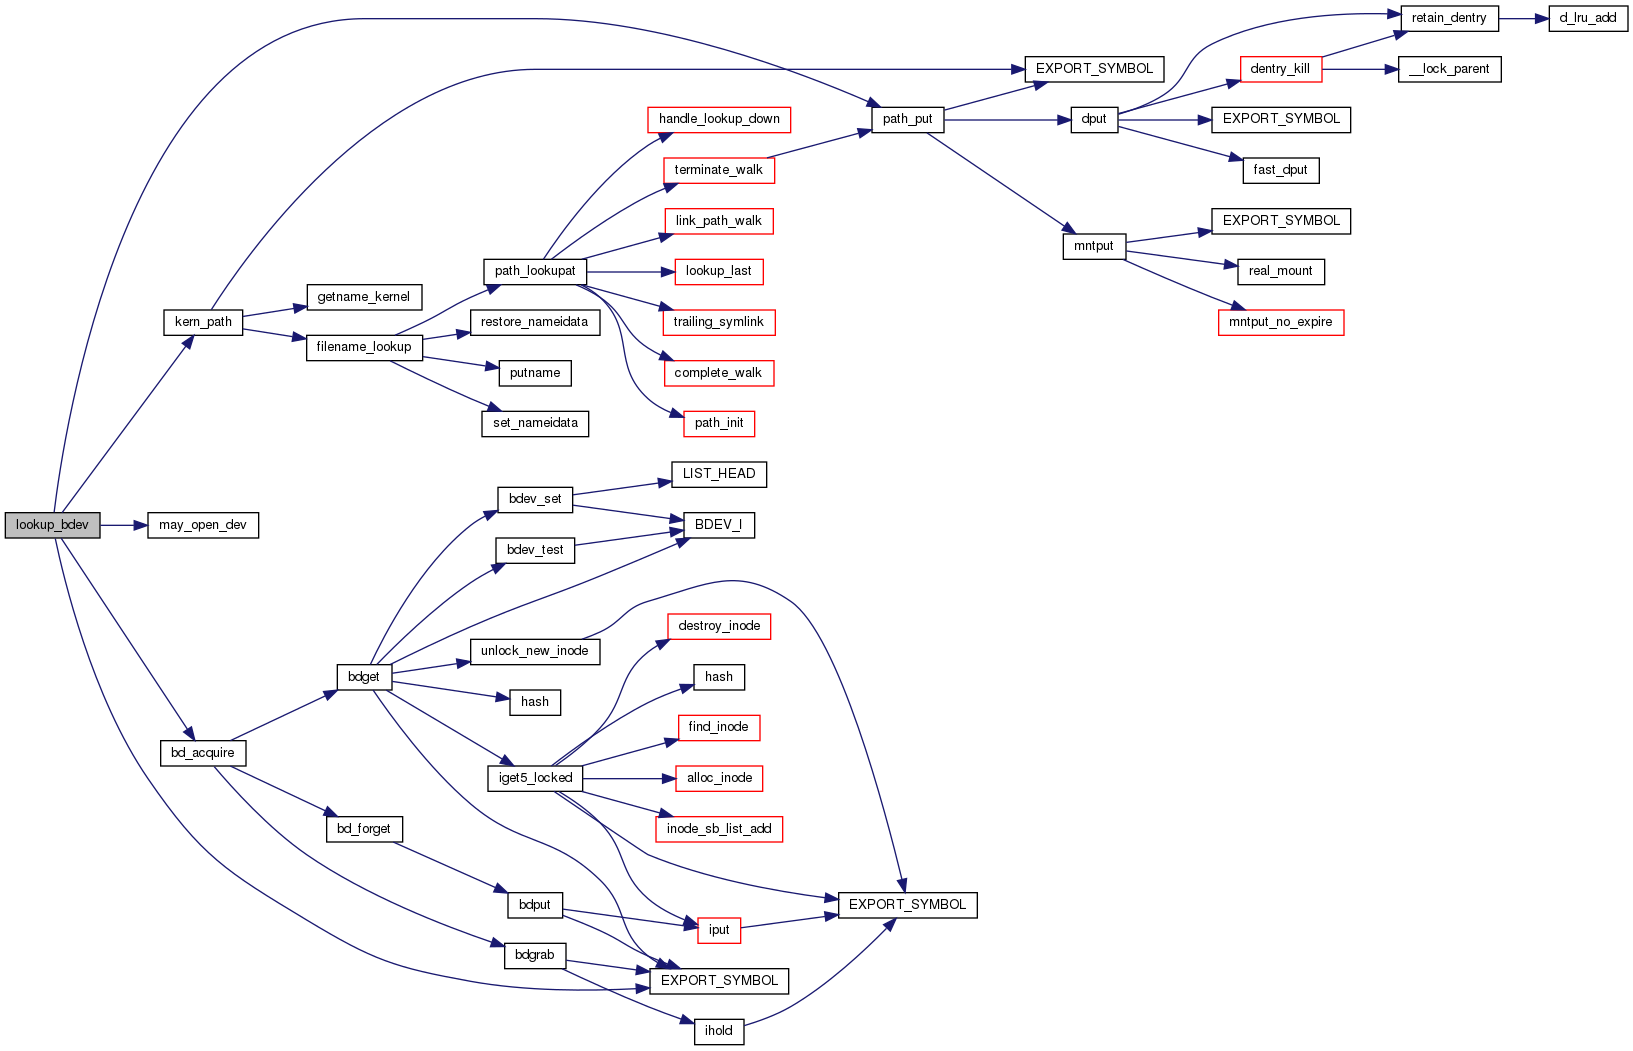 lookup_bdev
kern_path
may_open_dev
bd_acquire
getname_kernel
filename_lookup
bdget
bd_forget
path_lookupat
restore_nameidata
putname
set_nameidata
bdev_set
bdev_test
unlock_new_inode
hash
iget5_locked
bdput
bdgrab
handle_lookup_down
terminate_walk
link_path_walk
lookup_last
trailing_symlink
complete_walk
path_init
LIST_HEAD
BDEV_I
destroy_inode
hash
find_inode
alloc_inode
inode_sb_list_add
iput
EXPORT_SYMBOL
ihold
path_put
EXPORT_SYMBOL
EXPORT_SYMBOL
dput
mntput
retain_dentry
dentry_kill
EXPORT_SYMBOL
fast_dput
EXPORT_SYMBOL
real_mount
mntput_no_expire
d_lru_add
__lock_parent